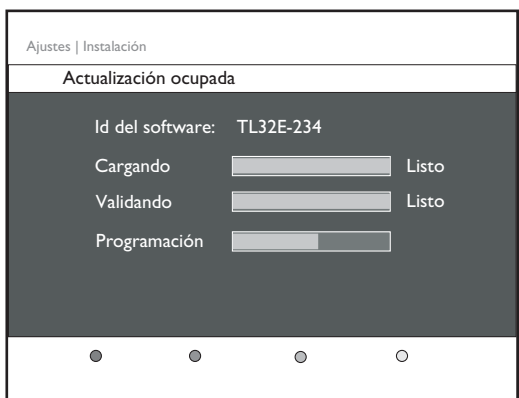 Ajustes | Instalación
Actualización ocupada
Id del software: TL32E-234
Cargando Listo
Validando Listo
Programación